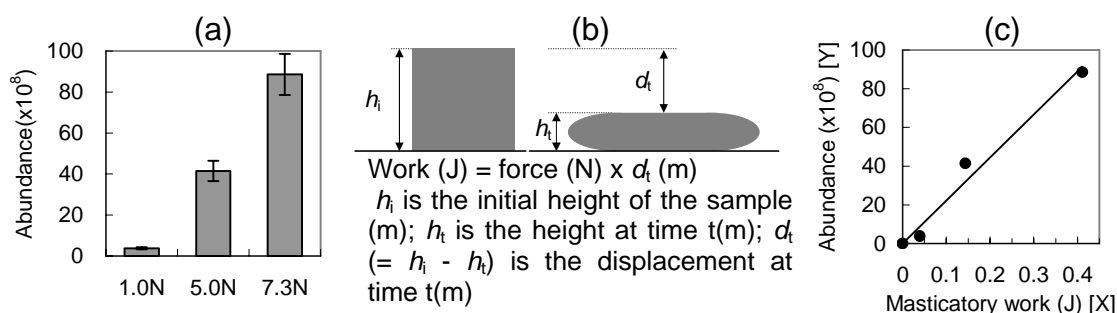 (a)
Abundance(x10⁸)
100
80
60
40
20
0
1.0N 5.0N 7.3N
(b)
hᵢ
dₜ
hₜ
Work (J) = force (N) x dₜ (m)
hᵢ is the initial height of the sample
(m); hₜ is the height at time t(m); dₜ
(= hᵢ - hₜ) is the displacement at
time t(m)
(c)
Abundance (x10⁸) [Y]
100
80
60
40
20
0
0 0.1 0.2 0.3 0.4
Masticatory work (J) [X]